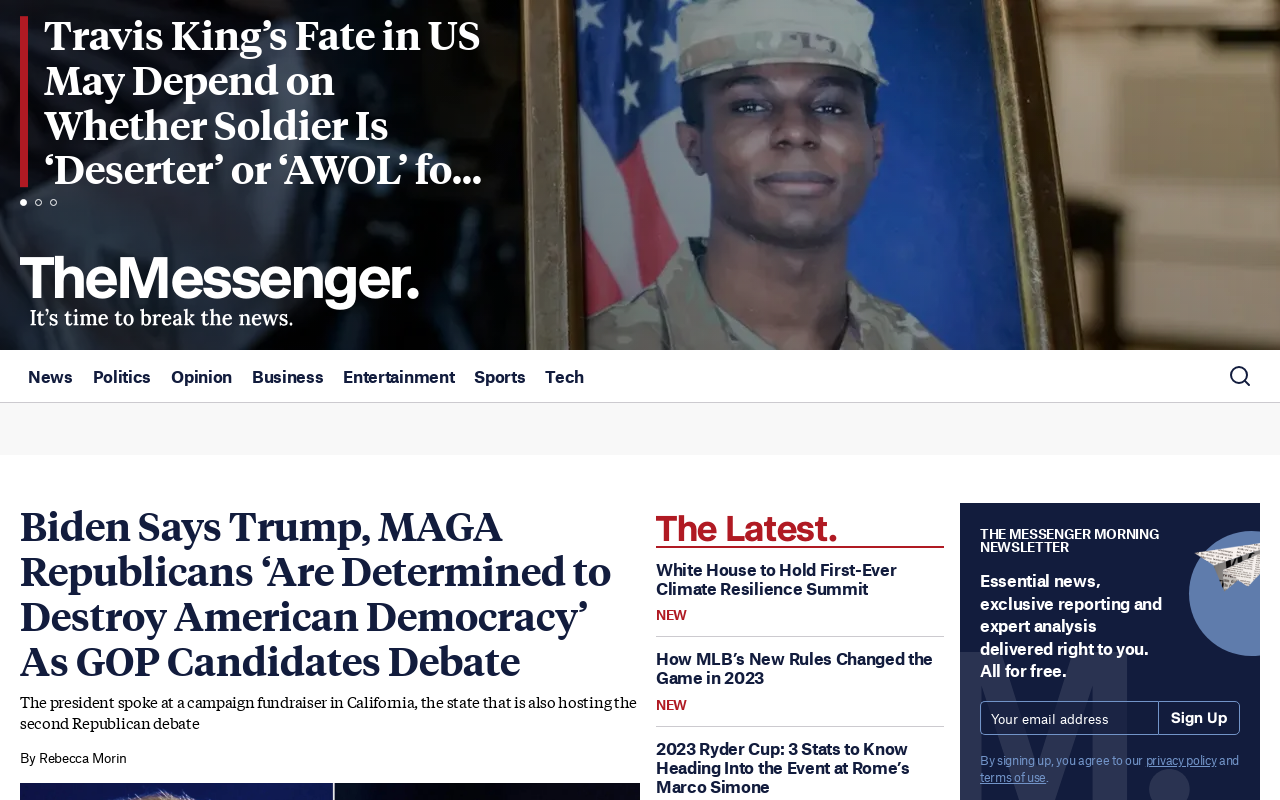 Travis King’s Fate in US
May Depend on
Whether Soldier Is
‘Deserter’ or ‘AWOL’ fo...
TheMessenger.
It’s time to break the news.
News Politics Opinion Business Entertainment Sports Tech
Biden Says Trump, MAGA
Republicans ‘Are Determined to
Destroy American Democracy’
As GOP Candidates Debate
The president spoke at a campaign fundraiser in California, the state that is also hosting the
second Republican debate
By Rebecca Morin
The Latest.
White House to Hold First-Ever
Climate Resilience Summit
NEW
How MLB’s New Rules Changed the
Game in 2023
NEW
2023 Ryder Cup: 3 Stats to Know
Heading Into the Event at Rome’s
Marco Simone
THE MESSENGER MORNING
NEWSLETTER
Essential news,
exclusive reporting and
expert analysis
delivered right to you.
All for free.
Your email address Sign Up
By signing up, you agree to our privacy policy and
terms of use.
M.